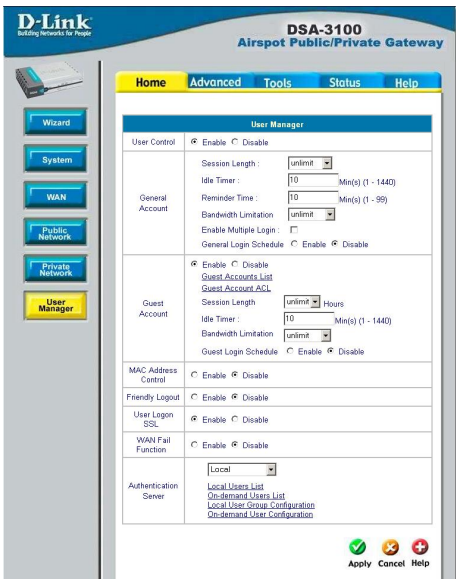 D-Link
Building Networks for People
DSA-3100
Airspot Public/Private Gateway
Home Advanced Tools Status Help
Wizard
System
WAN
Public Network
Private Network
User Manager
User Manager
User Control Enable Disable
General Account
Session Length : unlimit
Idle Timer : 10 Min(s) (1 - 1440)
Reminder Time : 10 Min(s) (1 - 99)
Bandwidth Limitation unlimit
Enable Multiple Login :
General Login Schedule Enable Disable
Guest Account
Enable Disable
Guest Accounts List
Guest Account ACL
Session Length unlimit Hours
Idle Timer : 10 Min(s) (1 - 1440)
Bandwidth Limitation unlimit
Guest Login Schedule Enable Disable
MAC Address Control Enable Disable
Friendly Logout Enable Disable
User Logon SSL Enable Disable
WAN Fail Function Enable Disable
Authentication Server
Local
Local Users List
On-demand Users List
Local User Group Configuration
On-demand User Configuration
Apply Cancel Help